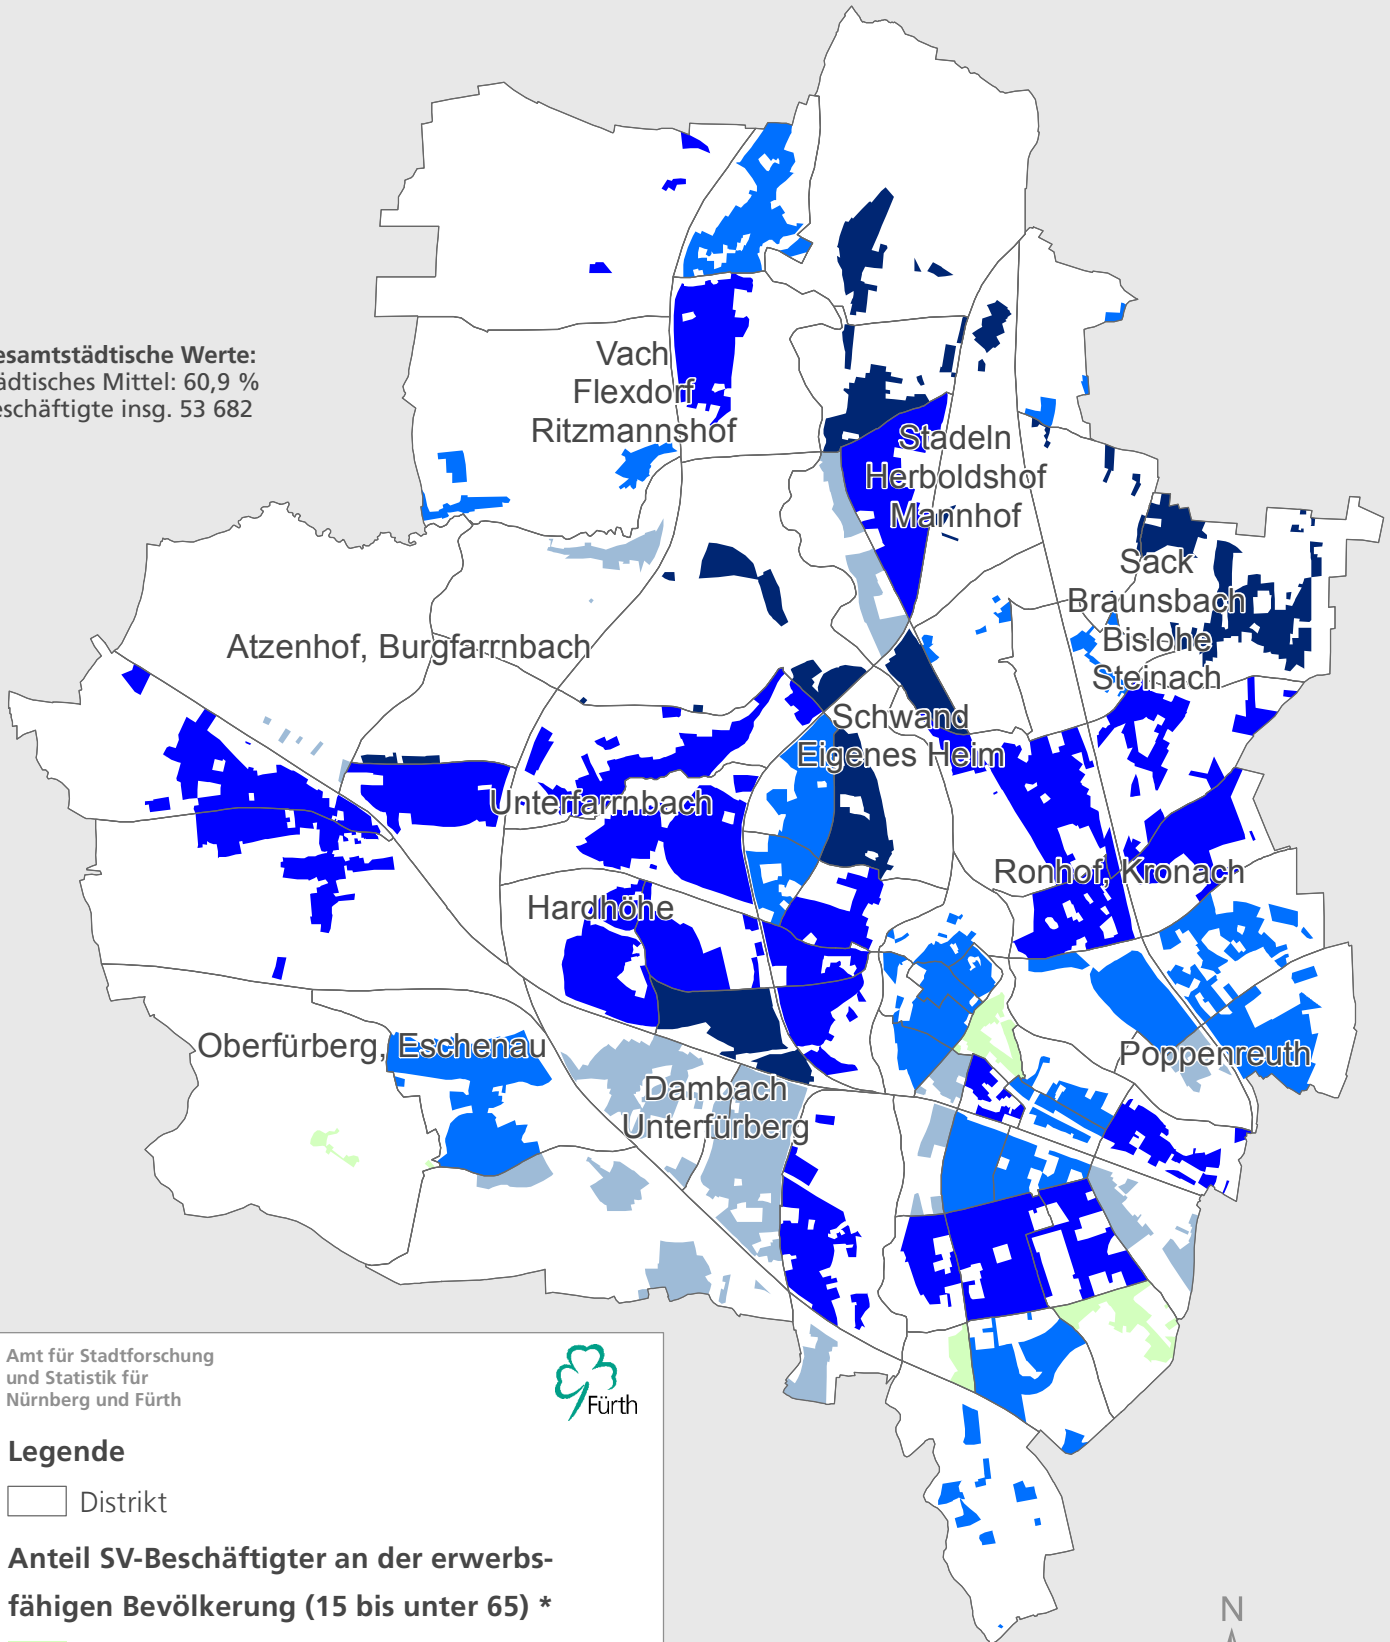 esamtstädtische Werte:
ädtisches Mittel: 60,9 %
eschäftigte insg. 53 682
Vach
Flexdorf
Ritzmannshof
Stadeln
Herboldshof
Mannhof
Sack
Braunsbach
Bislohe
Steinach
Atzenhof, Burgfarrnbach
Schwand
Eigenes Heim
Unterfarrnbach
Ronhof, Kronach
Hardhöhe
Oberfürberg, Eschenau
Poppenreuth
Dambach
Unterfürberg
Amt für Stadtforschung
und Statistik für
Nürnberg und Fürth
Fürth
Legende
Distrikt
Anteil SV-Beschäftigter an der erwerbs-
fähigen Bevölkerung (15 bis unter 65) *
N